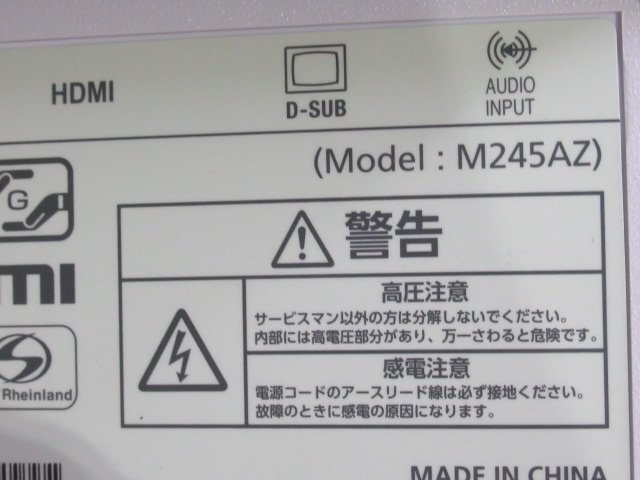 HDMI
D-SUB
AUDIO
INPUT
(Model : M245AZ)
G
警告
高圧注意
サービスマン以外の方は分解しないでください。
内部には高電圧部分があり、万一さわると危険です。
感電注意
電源コードのアースリード線は必ず接地ください。
故障のときに感電の原因になります。
Rheinland
MADE IN CHINA